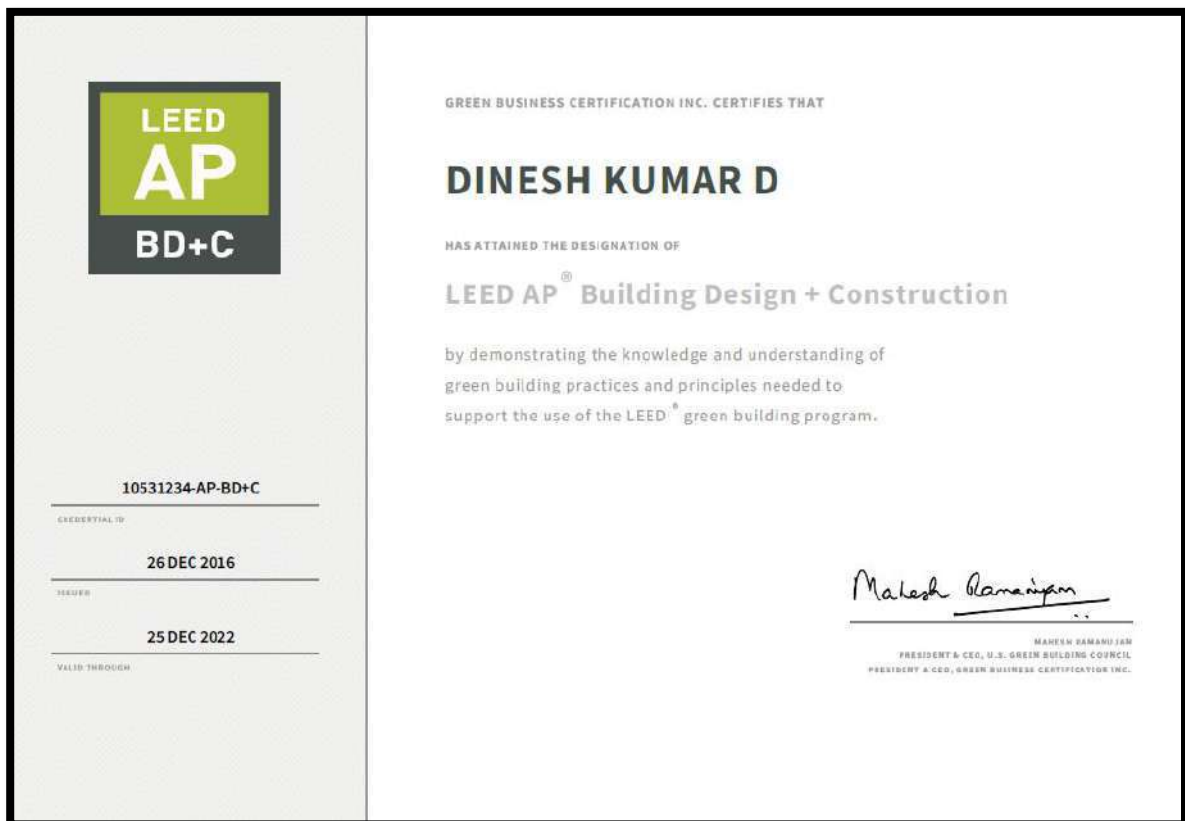 LEED
AP
BD+C
10531234-AP-BD+C
CREDENTIAL ID
26 DEC 2016
ISSUED
25 DEC 2022
VALID THROUGH
GREEN BUSINESS CERTIFICATION INC. CERTIFIES THAT
DINESH KUMAR D
HAS ATTAINED THE DESIGNATION OF
LEED AP® Building Design + Construction
by demonstrating the knowledge and understanding of
green building practices and principles needed to
support the use of the LEED® green building program.
Mahesh Ramanujam
MAHESH RAMANUJAM
PRESIDENT & CEO, U.S. GREEN BUILDING COUNCIL
PRESIDENT & CEO, GREEN BUSINESS CERTIFICATION INC.